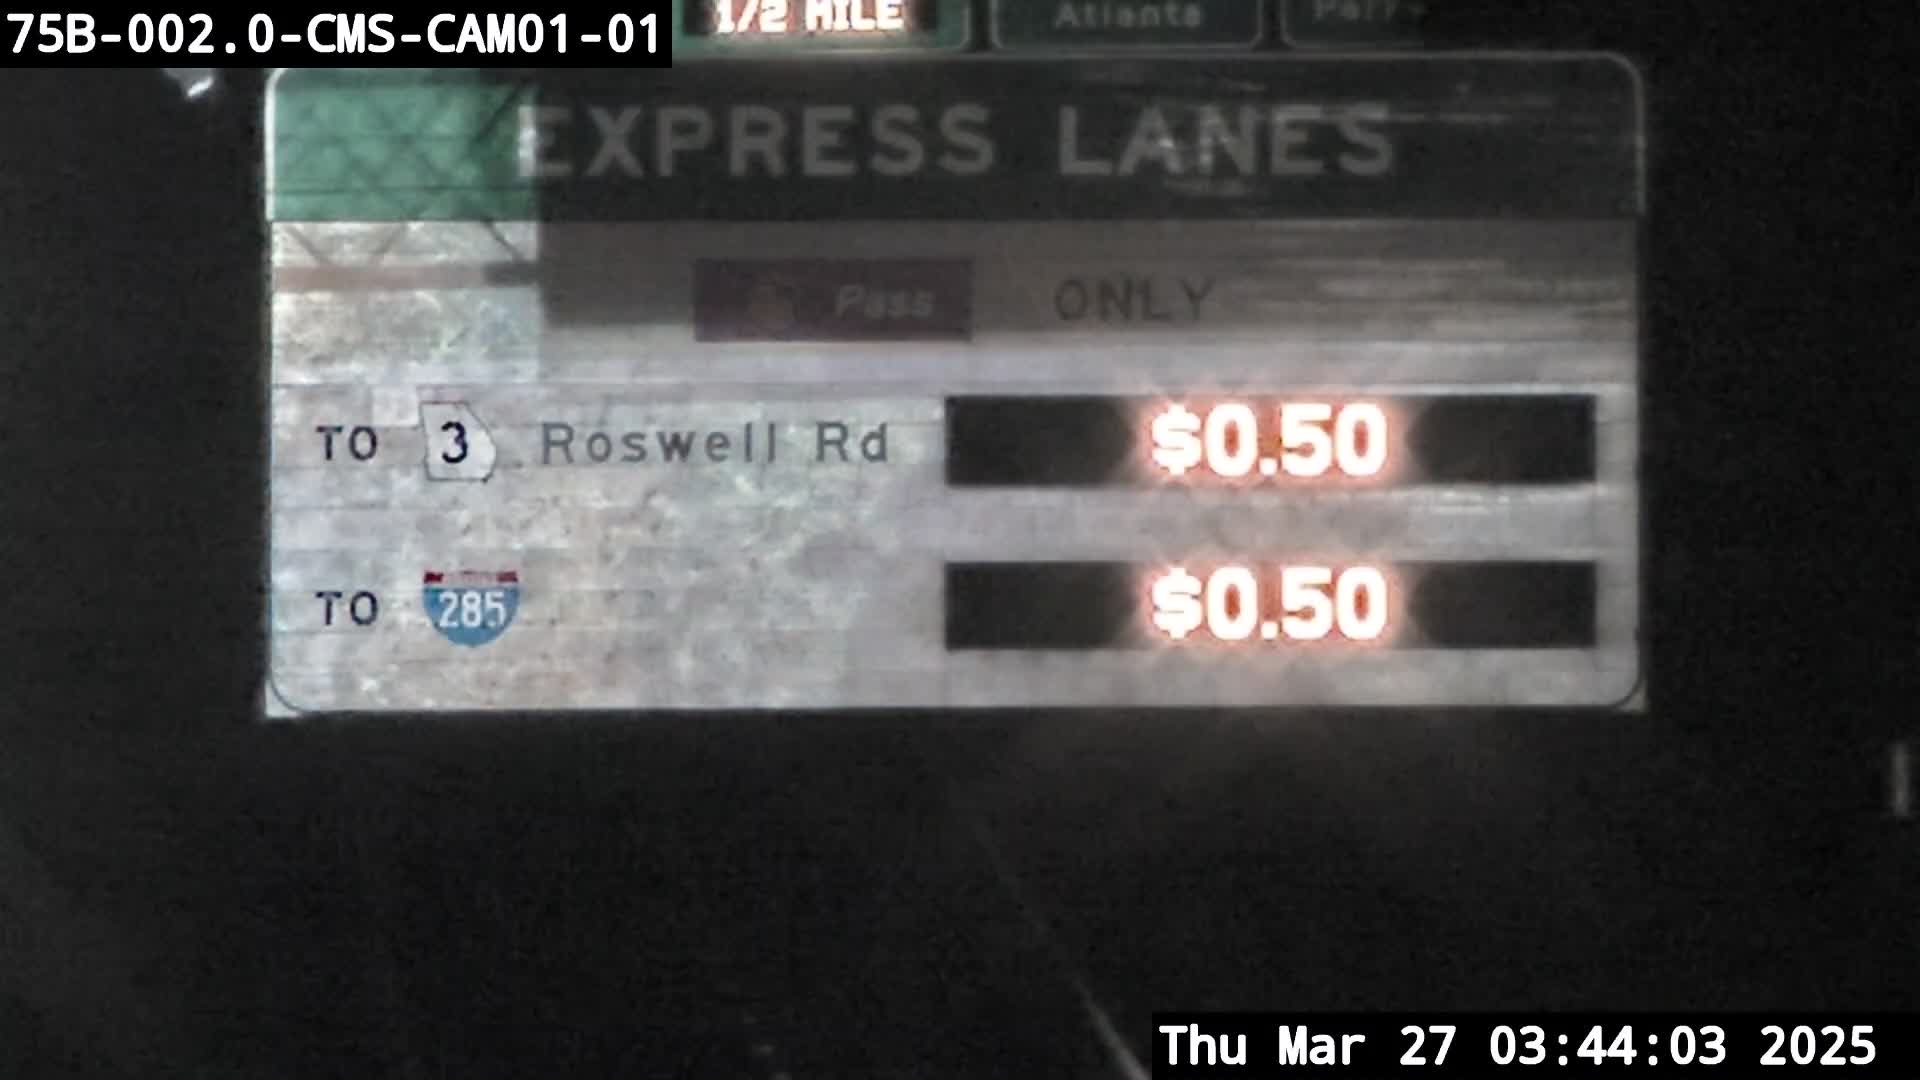 75B-002.0-CMS-CAM01-01
1/2 MILE
Atlanta
EXPRESS LANES
Pass ONLY
TO 3 Roswell Rd $0.50
TO 285 $0.50
Thu Mar 27 03:44:03 2025